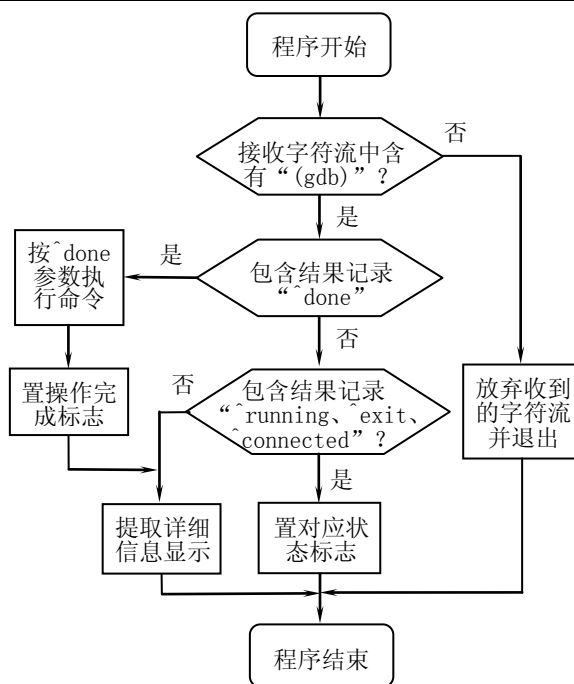 程序开始
否
接收字符流中含
有“(gdb)”？
是
是
按^done
参数执
行命令
包含结果记录
“^done”
否
否
置操作完
成标志
包含结果记录
“^running、^exit、
^connected”？
放弃收到
的字符流
并退出
是
提取详细
信息显示
置对应状
态标志
程序结束